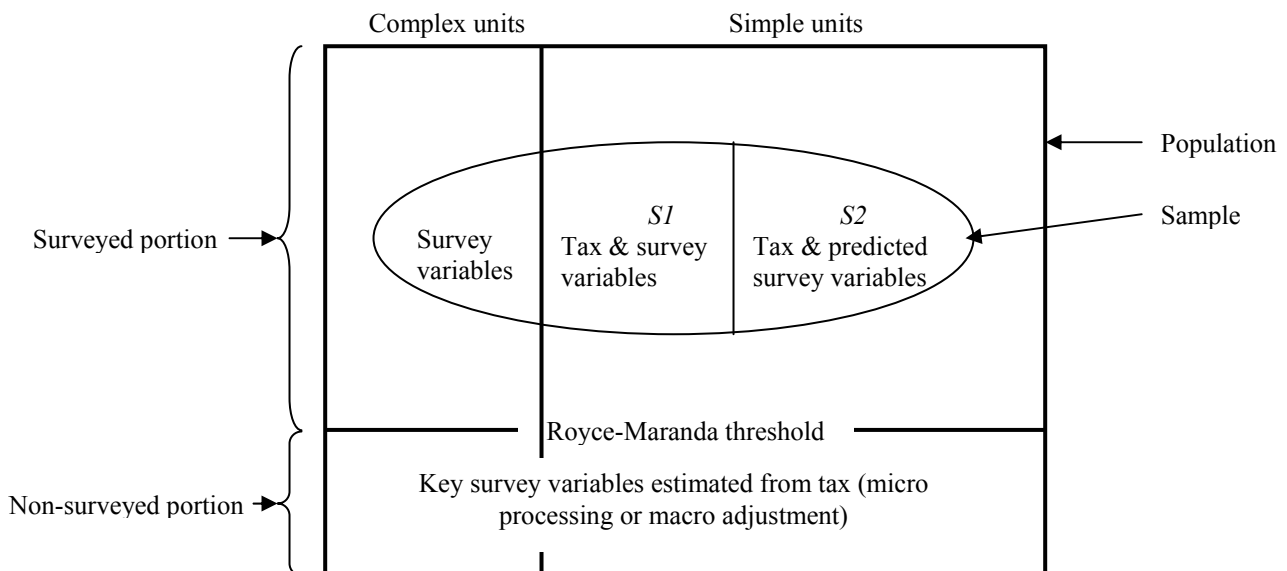 Complex units
Simple units
Population
Sample
Surveyed portion
Survey
variables
S1
Tax & survey
variables
S2
Tax & predicted
survey variables
Royce-Maranda threshold
Non-surveyed portion
Key survey variables estimated from tax (micro
processing or macro adjustment)